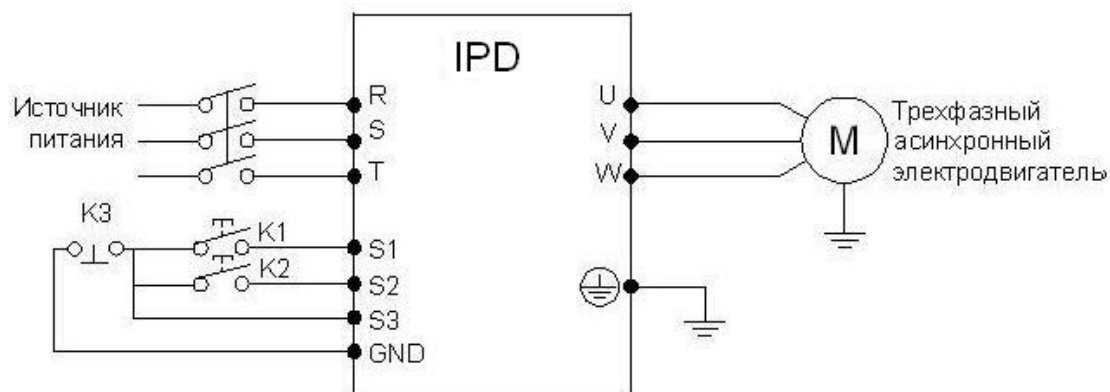 IPD
Источник
питания
R
S
T
U
V
W
M
Трехфазный
асинхронный
электродвигатель
K3
K1
K2
S1
S2
S3
GND